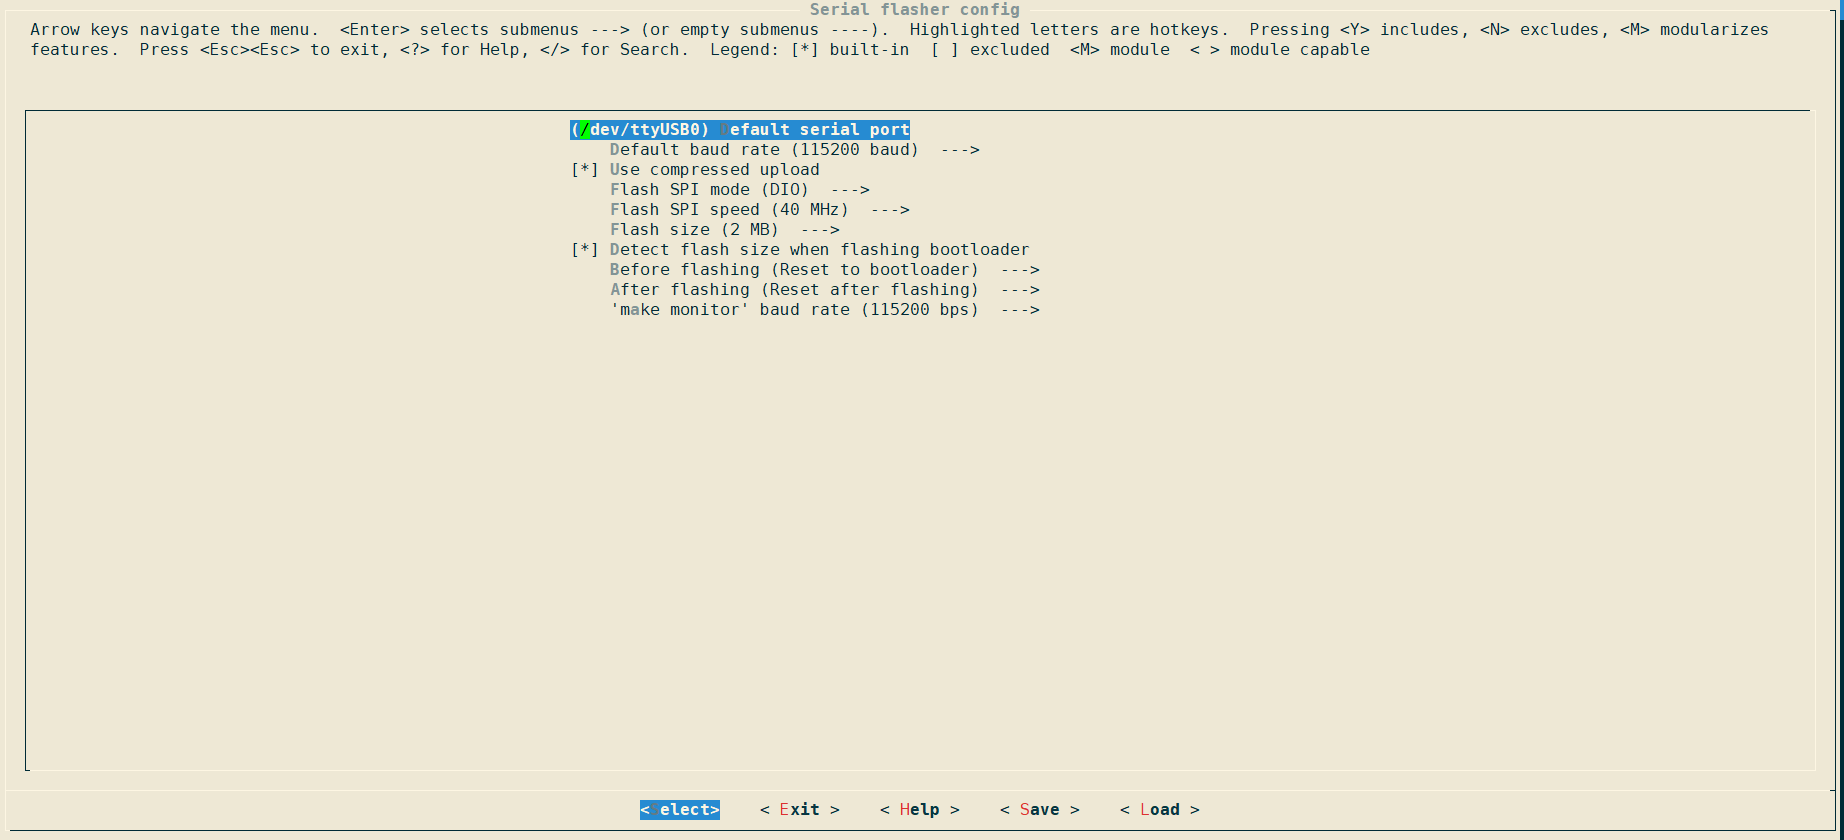 Serial flasher config
Arrow keys navigate the menu.  <Enter> selects submenus ---> (or empty submenus ----).  Highlighted letters are hotkeys.  Pressing <Y> includes, <N> excludes, <M> modularizes
features.  Press <Esc><Esc> to exit, <?> for Help, </> for Search.  Legend: [*] built-in  [ ] excluded  <M> module  < > module capable
(/dev/ttyUSB0) Default serial port
Default baud rate (115200 baud)  --->
[*] Use compressed upload
Flash SPI mode (DIO)  --->
Flash SPI speed (40 MHz)  --->
Flash size (2 MB)  --->
[*] Detect flash size when flashing bootloader
Before flashing (Reset to bootloader)  --->
After flashing (Reset after flashing)  --->
'make monitor' baud rate (115200 bps)  --->
<Select>    < Exit >    < Help >    < Save >    < Load >